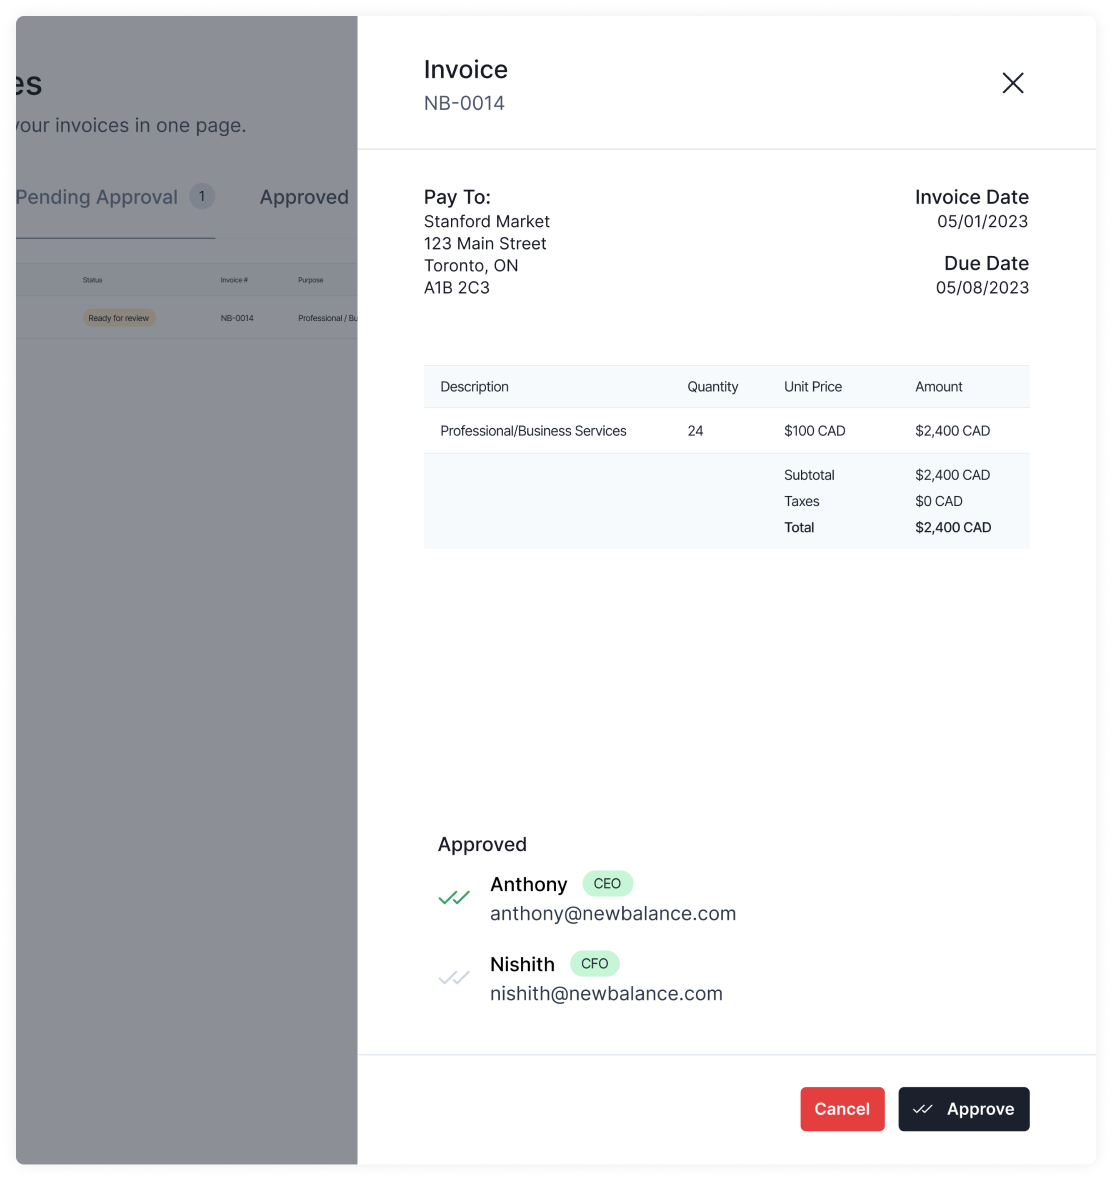 es
your invoices in one page.
Pending Approval 1 Approved
Status Invoice # Purpose
Ready for review NB-0014 Professional / Bu
Invoice
NB-0014
Pay To:
Stanford Market
123 Main Street
Toronto, ON
A1B 2C3
Invoice Date
05/01/2023
Due Date
05/08/2023
Description Quantity Unit Price Amount
Professional/Business Services 24 $100 CAD $2,400 CAD
Subtotal $2,400 CAD
Taxes $0 CAD
Total $2,400 CAD
Approved
Anthony CEO
anthony@newbalance.com
Nishith CFO
nishith@newbalance.com
Cancel Approve